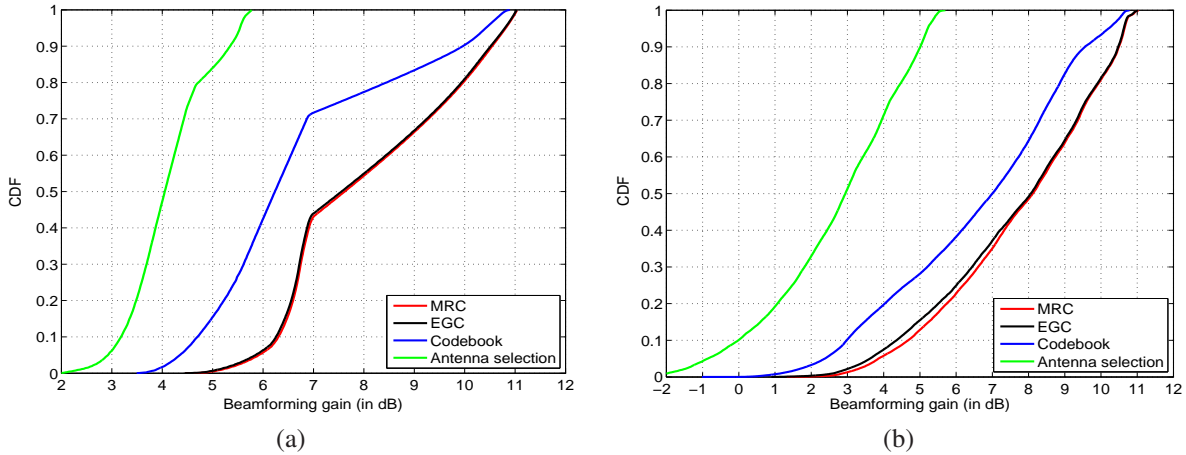 1
0.9
0.8
0.7
0.6
0.5
0.4
0.3
0.2
0.1
0
CDF
2 3 4 5 6 7 8 9 10 11 12
Beamforming gain (in dB)
MRC
EGC
Codebook
Antenna selection
(a)
1
0.9
0.8
0.7
0.6
0.5
0.4
0.3
0.2
0.1
0
CDF
−2 −1 0 1 2 3 4 5 6 7 8 9 10 11 12
Beamforming gain (in dB)
MRC
EGC
Codebook
Antenna selection
(b)